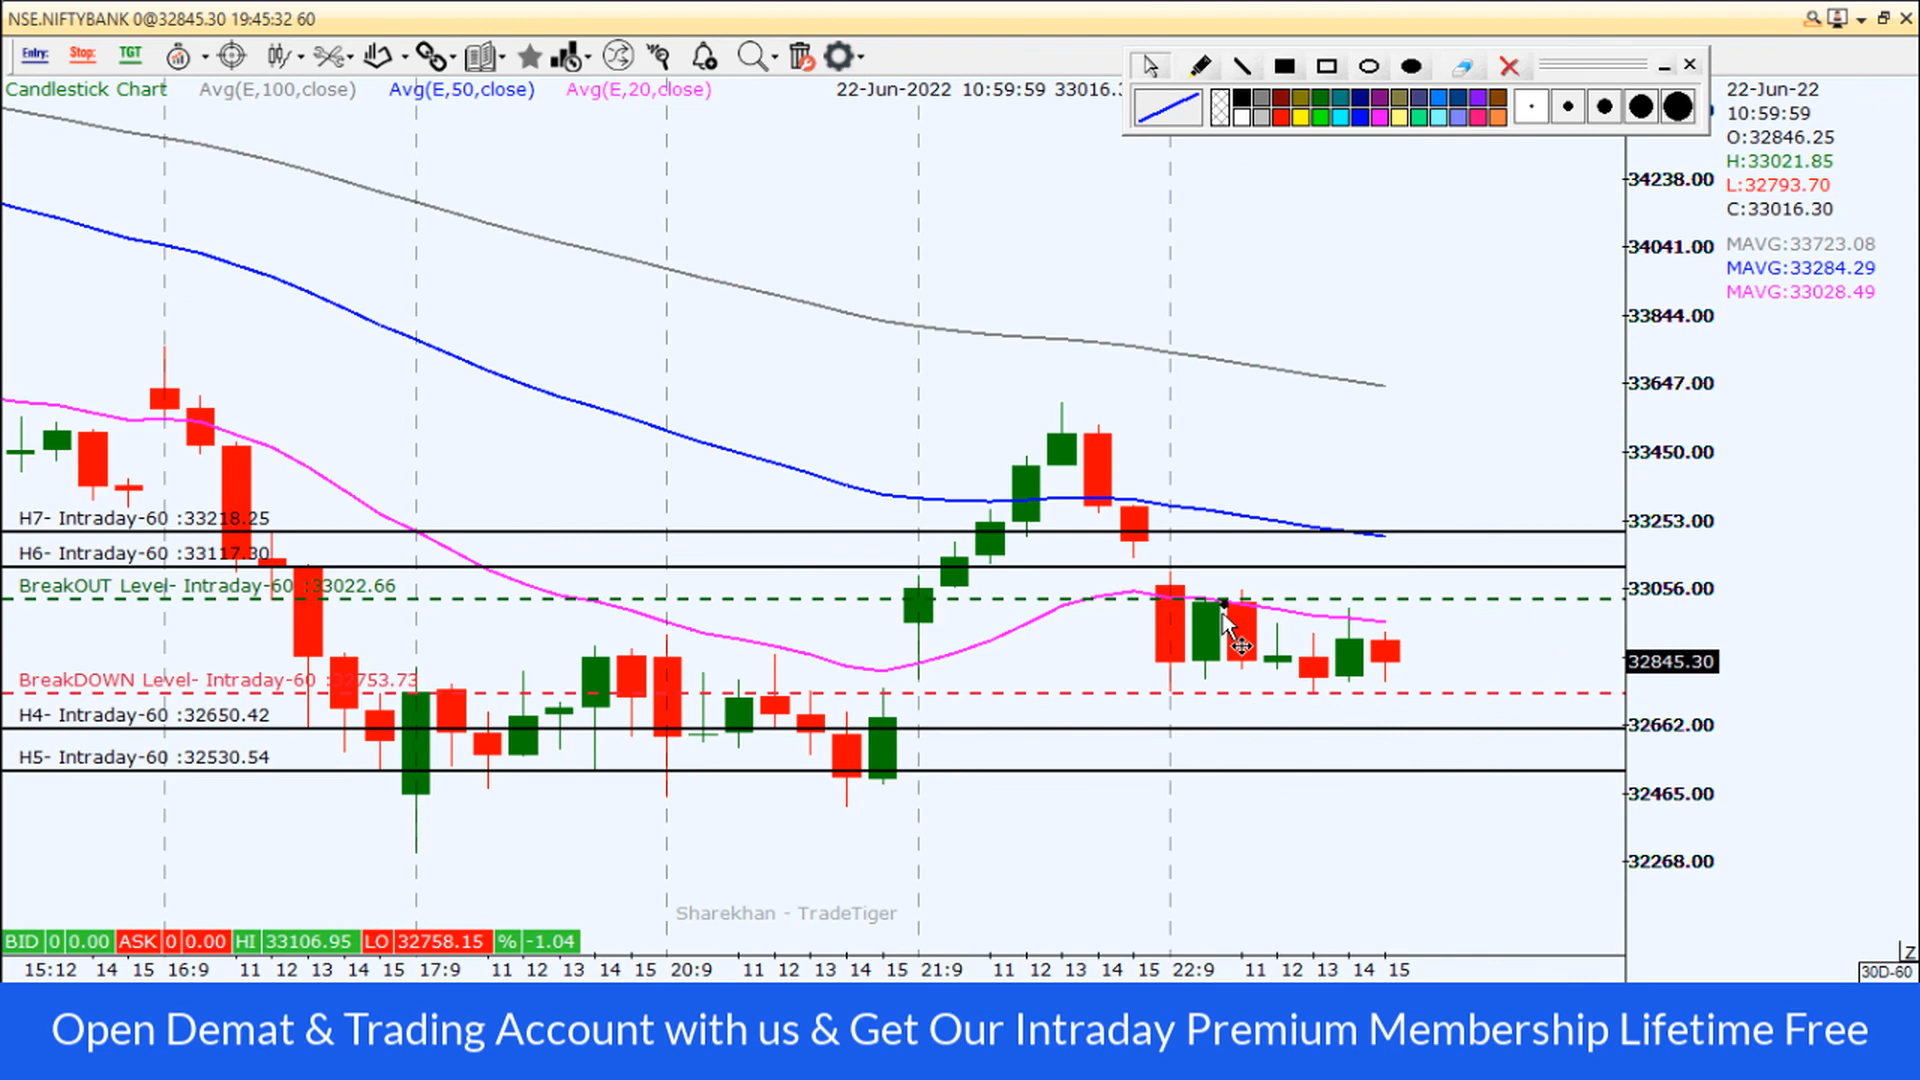 NSE.NIFTYBANK 0@32845.30 19:45:32 60
Entry: Stop: TGT
Candlestick Chart Avg(E,100,close) Avg(E,50,close) Avg(E,20,close) 22-Jun-2022 10:59:59 33016.3
22-Jun-22
10:59:59
O:32846.25
H:33021.85
L:32793.70
C:33016.30
MAVG:33723.08
MAVG:33284.29
MAVG:33028.49
34238.00
34041.00
33844.00
33647.00
33450.00
33253.00
33056.00
32845.30
32662.00
32465.00
32268.00
H7- Intraday-60 :33218.25
H6- Intraday-60 :33117.30
BreakOUT Level- Intraday-60 :33022.66
BreakDOWN Level- Intraday-60 :32753.73
H4- Intraday-60 :32650.42
H5- Intraday-60 :32530.54
Sharekhan - TradeTiger
BID 0 0.00 ASK 0 0.00 HI 33106.95 LO 32758.15 % -1.04
15:12 14 15 16:9 11 12 13 14 15 17:9 11 12 13 14 15 20:9 11 12 13 14 15 21:9 11 12 13 14 15 22:9 11 12 13 14 15
Z
30D-60
Open Demat & Trading Account with us & Get Our Intraday Premium Membership Lifetime Free